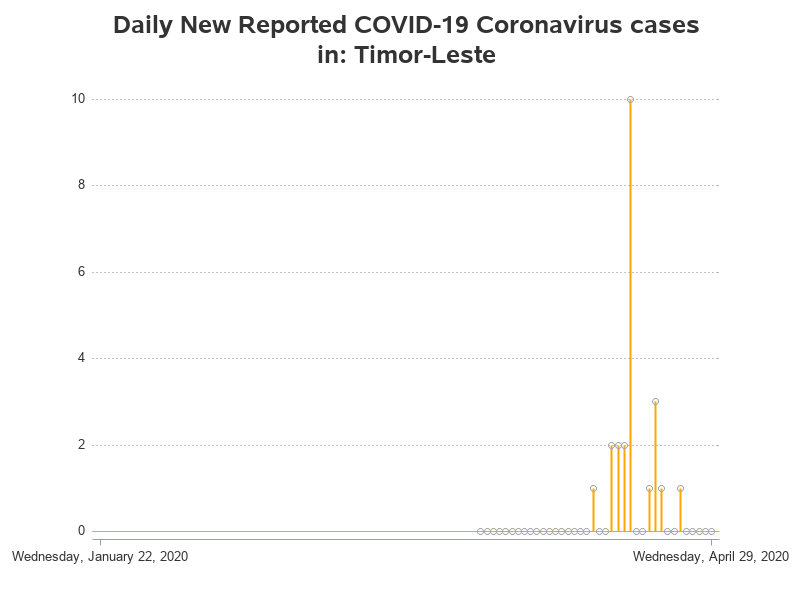 Daily New Reported COVID-19 Coronavirus cases
in: Timor-Leste
10
8
6
4
2
0
Wednesday, January 22, 2020 Wednesday, April 29, 2020